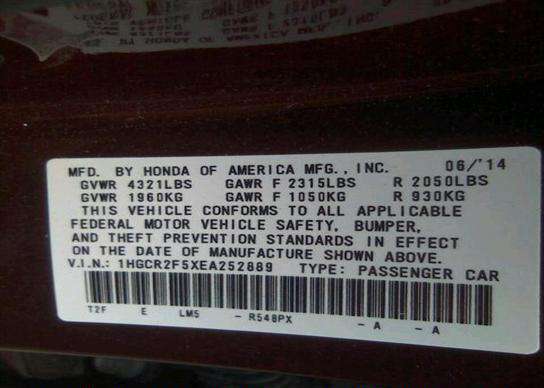 MFD. BY HONDA OF AMERICA MFG., INC. 06/'14
GVWR 4321LBS GAWR F 2315LBS R 2050LBS
GVWR 1960KG GAWR F 1050KG R 930KG
THIS VEHICLE CONFORMS TO ALL APPLICABLE
FEDERAL MOTOR VEHICLE SAFETY, BUMPER,
AND THEFT PREVENTION STANDARDS IN EFFECT
ON THE DATE OF MANUFACTURE SHOWN ABOVE.
V.I.N.: 1HGCR2F5XEA252889 TYPE: PASSENGER CAR
T2F E LM5 - R548PX - A - A